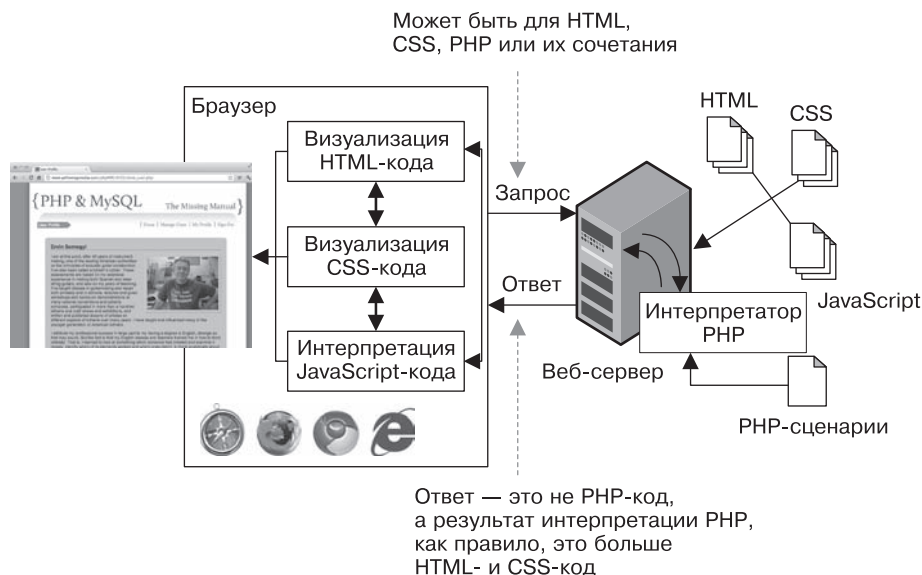 Может быть для HTML,
CSS, PHP или их сочетания
Браузер
Визуализация
HTML-кода
Визуализация
CSS-кода
Интерпретация
JavaScript-кода
{PHP & MySQL
The Missing Manual}
Запрос
Ответ
HTML
CSS
JavaScript
Интерпретатор
PHP
Веб-сервер
PHP-сценарии
Ответ — это не PHP-код,
а результат интерпретации PHP,
как правило, это больше
HTML- и CSS-код